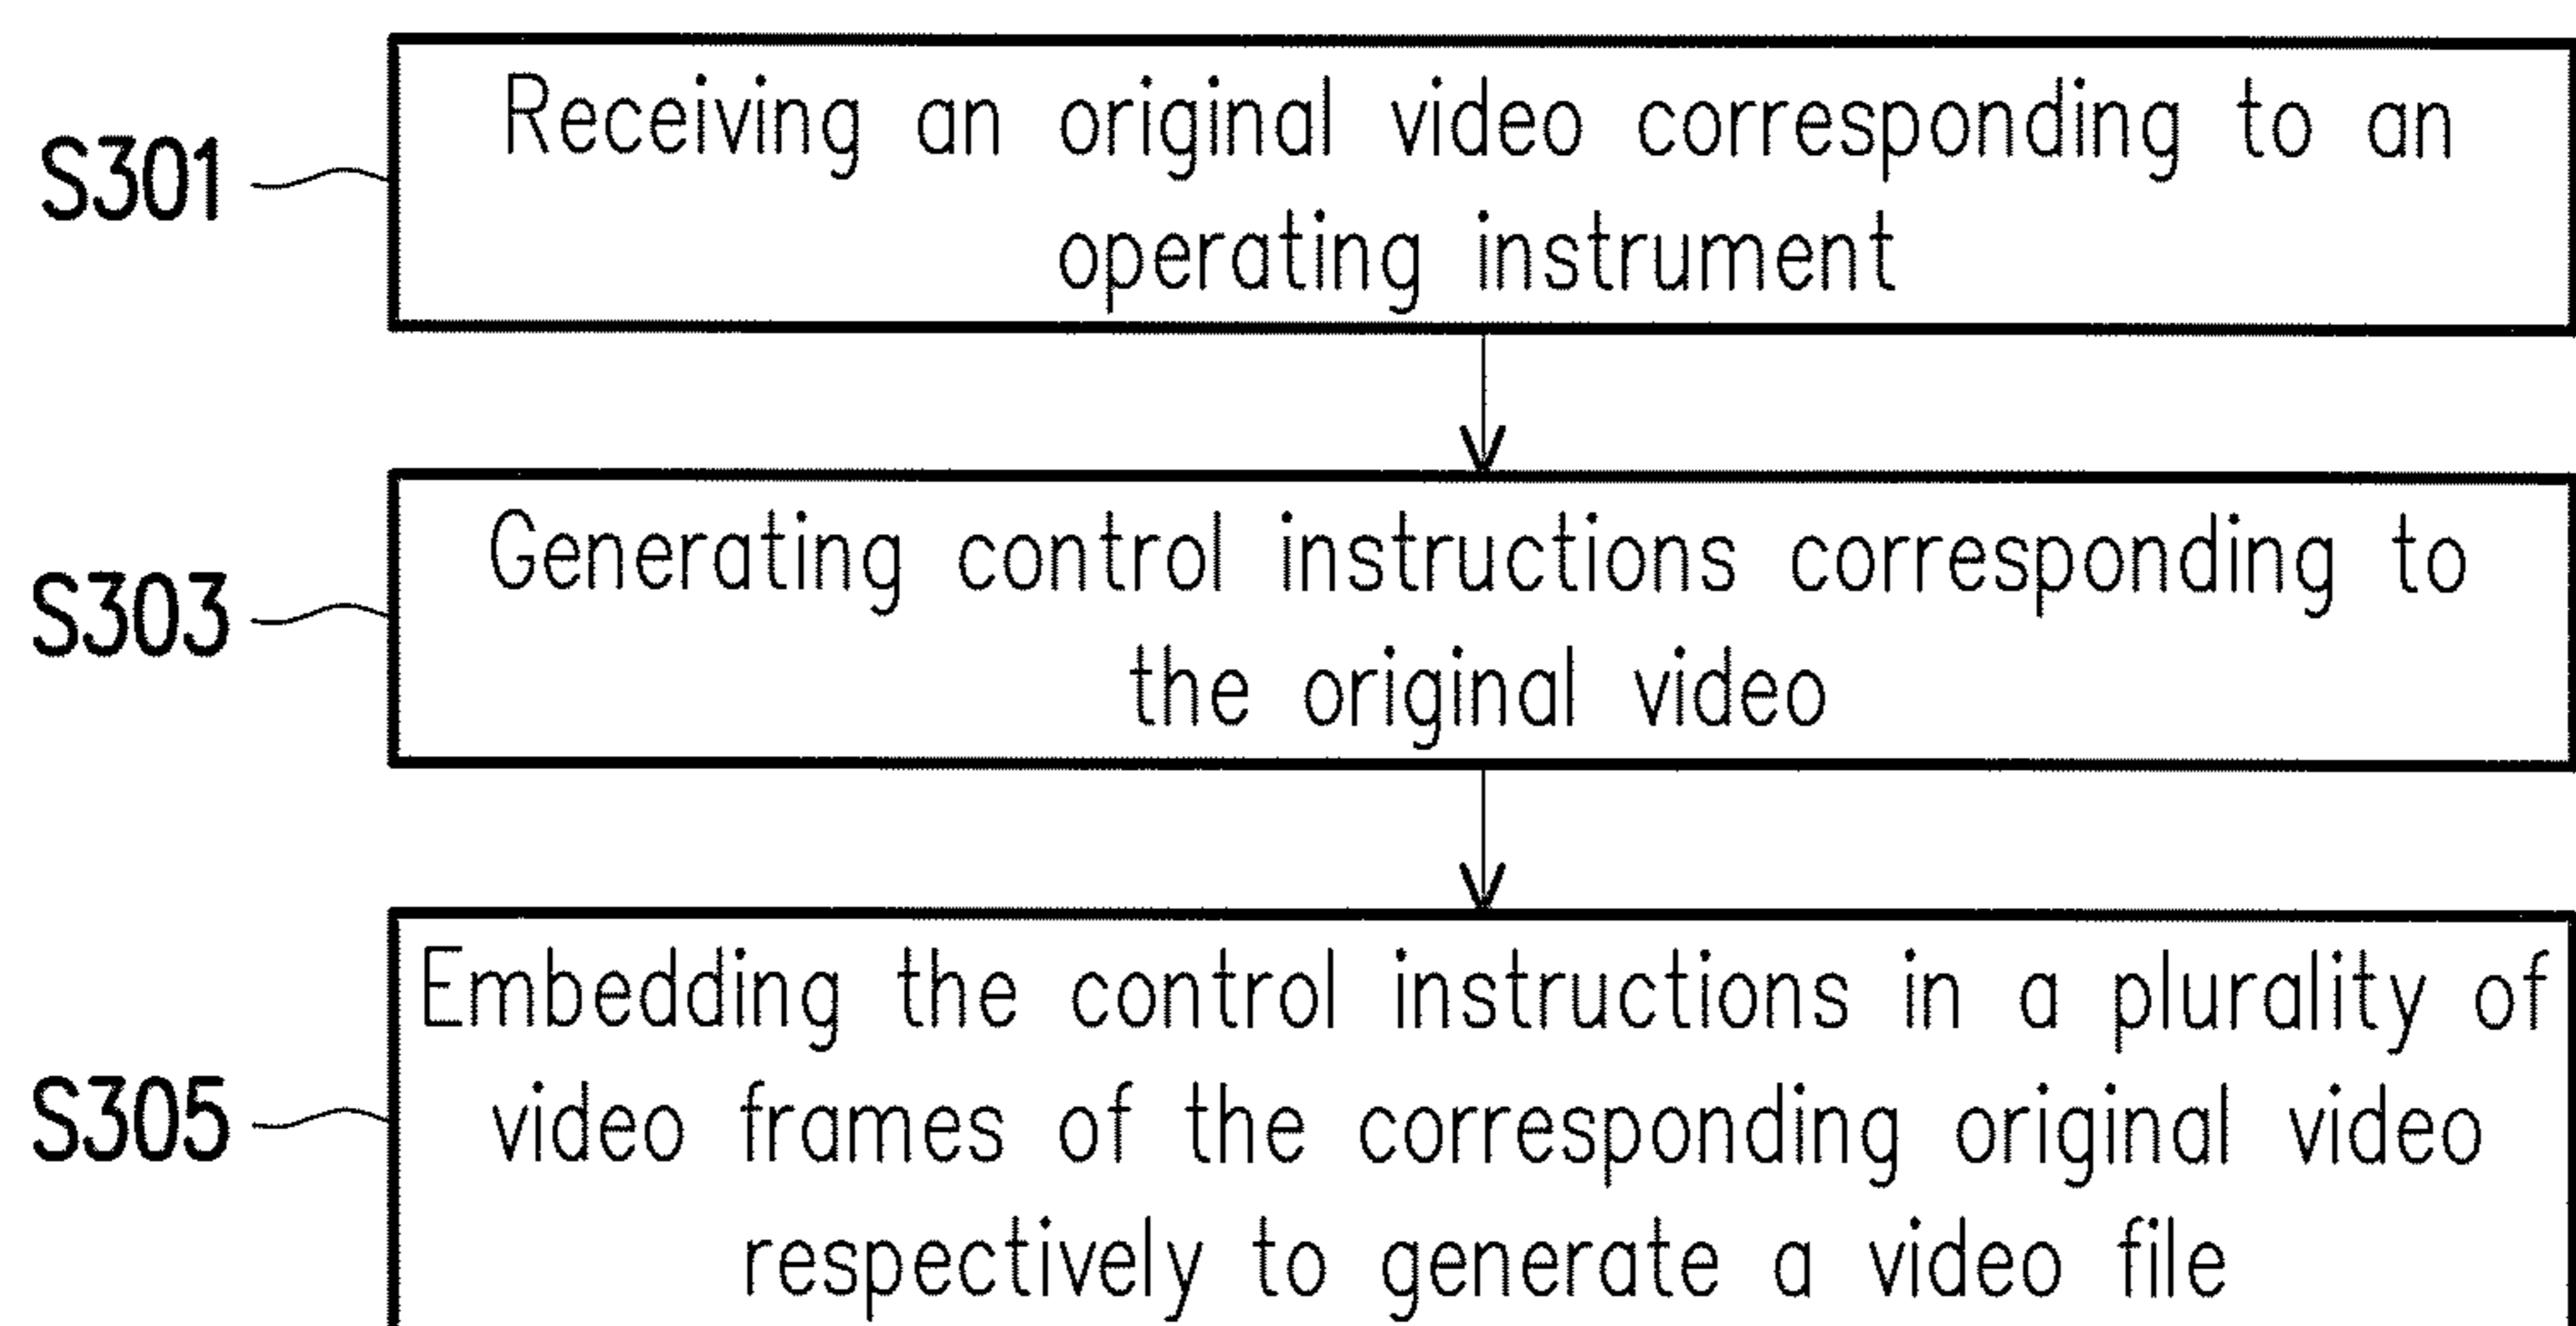 S301
Receiving an original video corresponding to an
operating instrument
S303
Generating control instructions corresponding to
the original video
S305
Embedding the control instructions in a plurality of
video frames of the corresponding original video
respectively to generate a video file